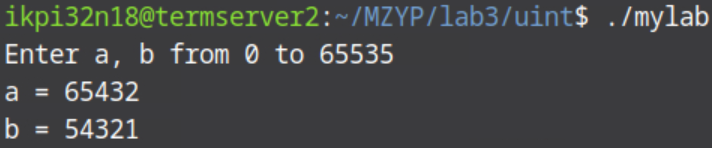 ikpi32n18@termserver2:~/MZYP/lab3/uint$ ./mylab
Enter a, b from 0 to 65535
a = 65432
b = 54321